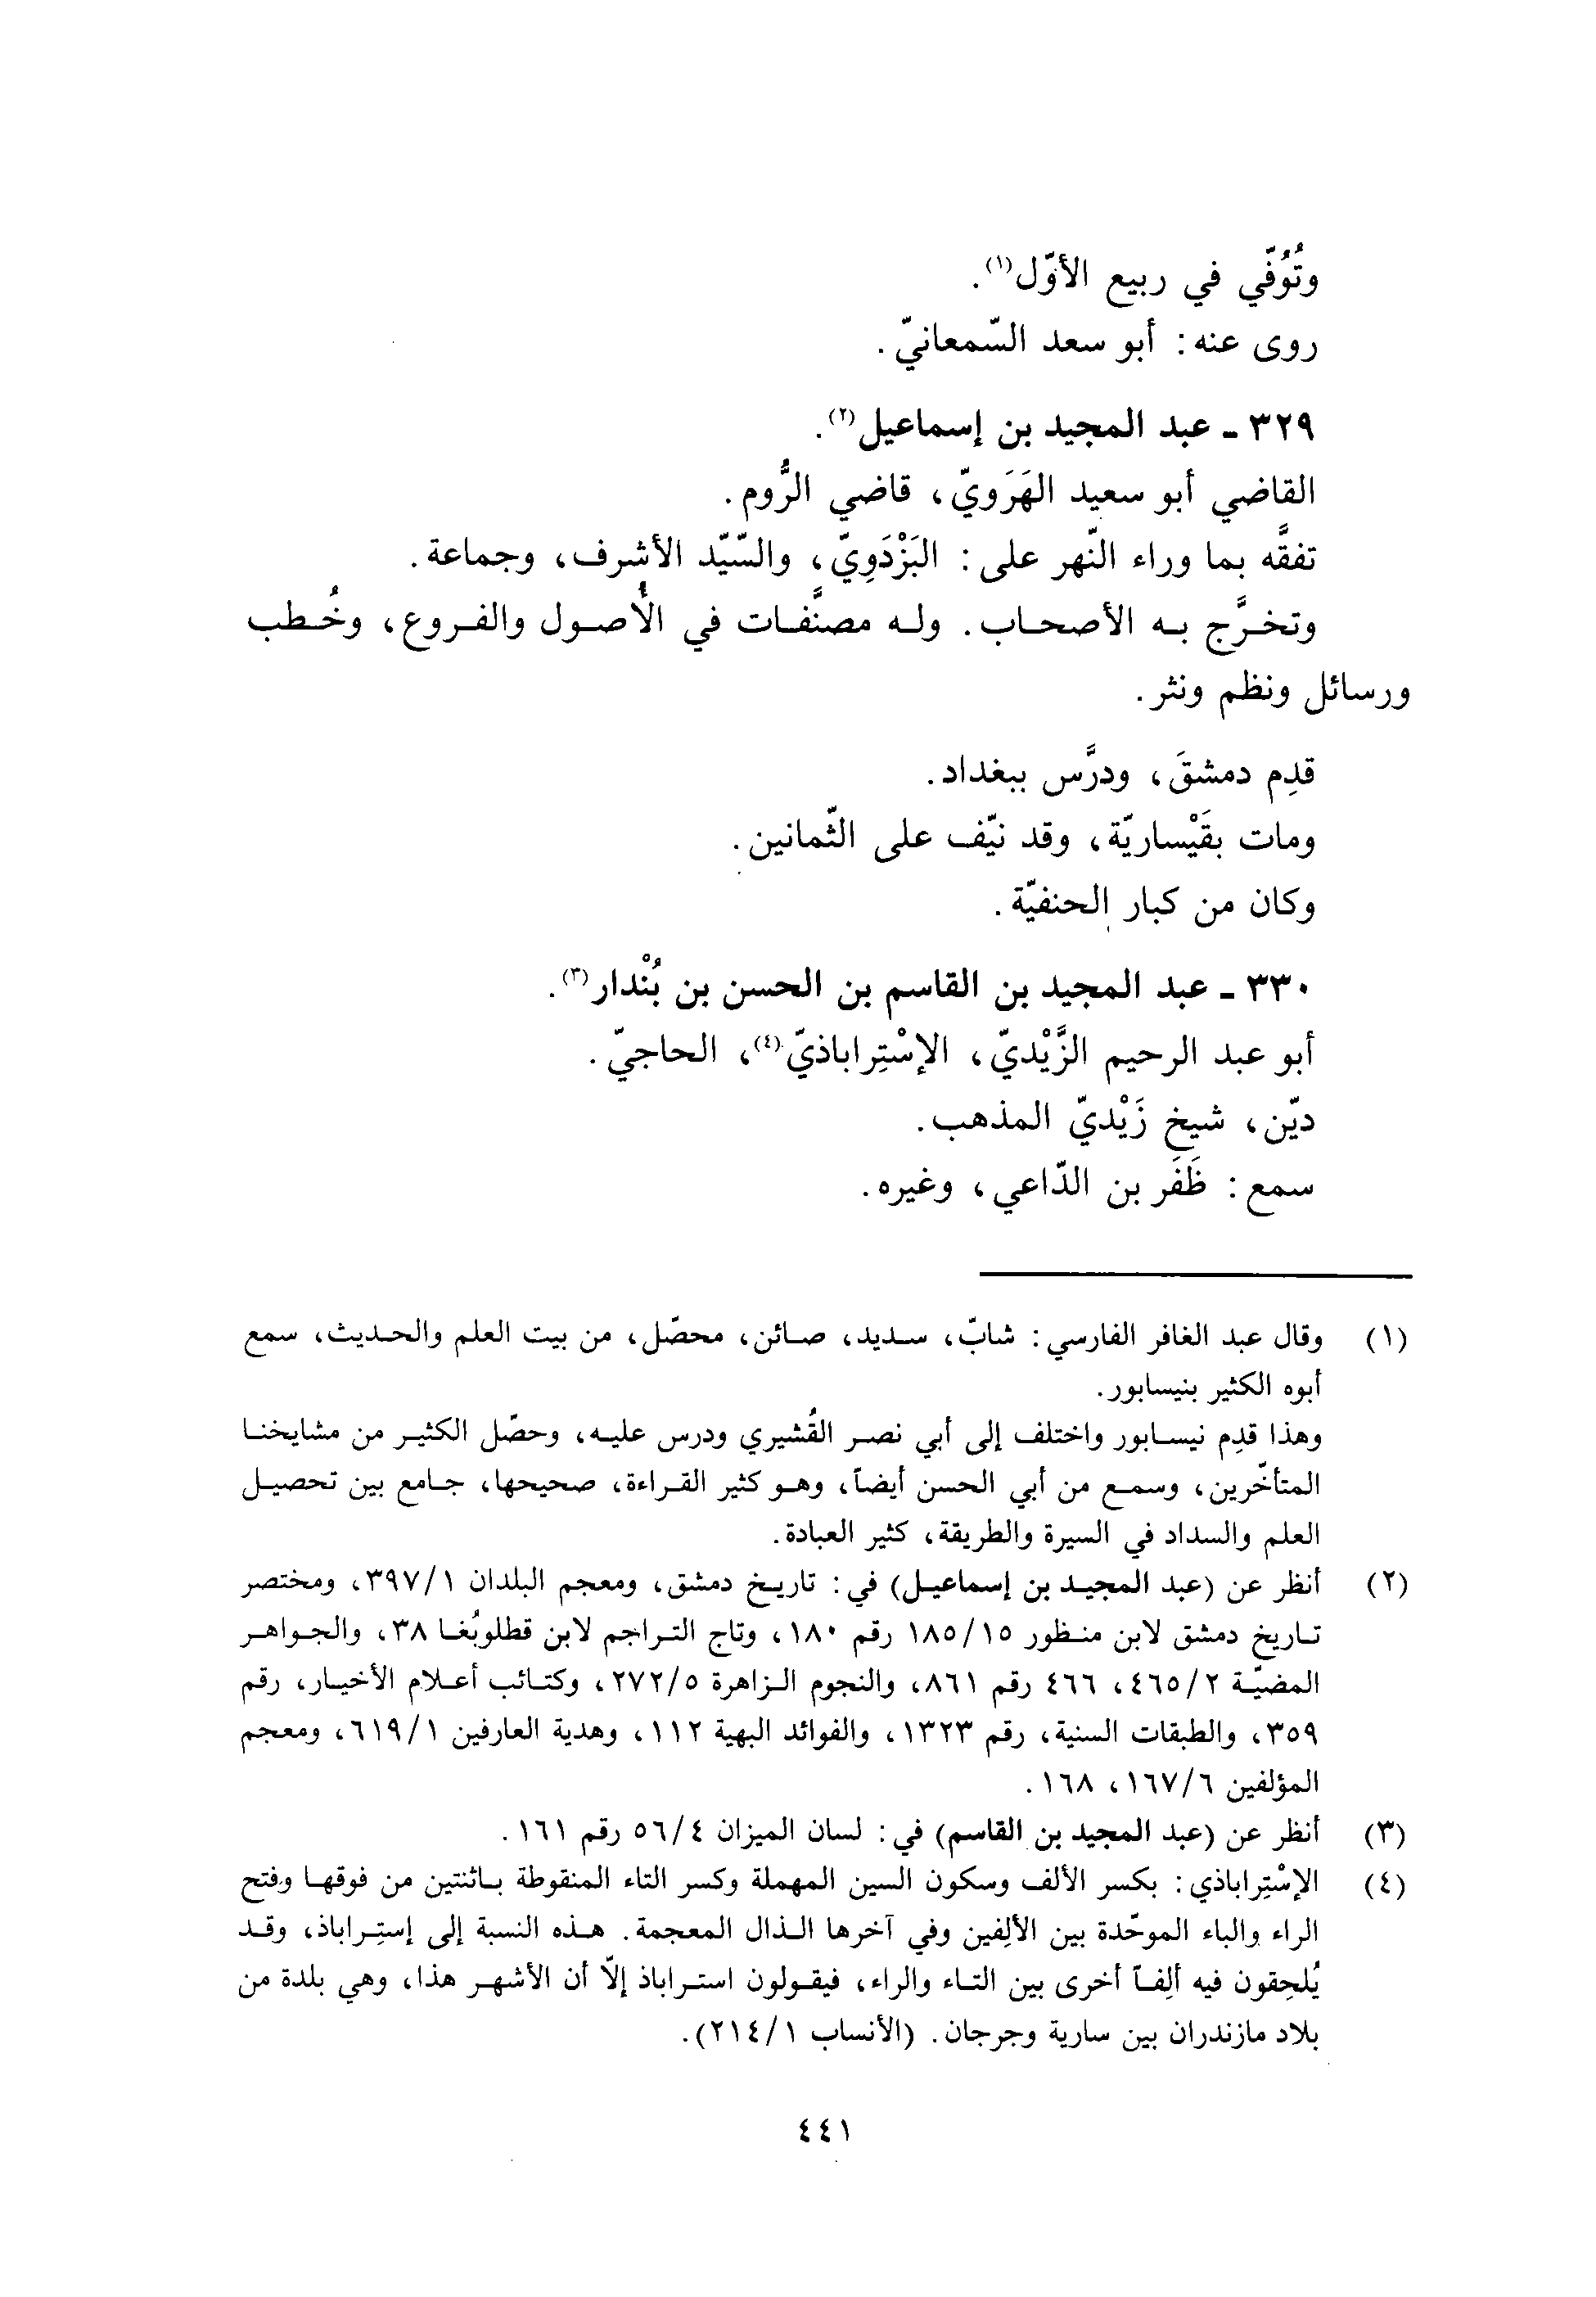 وتُوُفّي في ربيع الأوّل(١).
روى عنه: أبو سعد السّمعانيّ.
٣٢٩ ـ عبد المجيد بن إسماعيل(٢).
القاضي أبو سعيد الهَرَويّ، قاضي الرُّوم.
تفقَّه بما وراء النّهر على: البَزْدَوِيّ، والسّيّد الأشرف، وجماعة.
وتخرَّج به الأصحاب. وله مصنَّفات في الأُصول والفروع، وخُطب
ورسائل ونظم ونثر.
قدِم دمشقَ، ودرَّس ببغداد.
ومات بقَيْساريّة، وقد نيّف على الثّمانين.
وكان من كبار الحنفيّة.
٣٣٠ ـ عبد المجيد بن القاسم بن الحسن بن بُنْدار(٣).
أبو عبد الرحيم الزَّيْديّ، الإسْتِراباذيّ(٤)، الحاجيّ.
ديّن، شيخ زَيْديّ المذهب.
سمع: ظَفَر بن الدّاعي، وغيره.
(١) وقال عبد الغافر الفارسي: شابّ، سديد، صائن، محصّل، من بيت العلم والحديث، سمع
أبوه الكثير بنيسابور.
وهذا قدِم نيسابور واختلف إلى أبي نصر القُشيري ودرس عليه، وحصّل الكثير من مشايخنا
المتأخّرين، وسمع من أبي الحسن أيضاً، وهو كثير القراءة، صحيحها، جامع بين تحصيل
العلم والسداد في السيرة والطريقة، كثير العبادة.
(٢) أنظر عن (عبد المجيد بن إسماعيل) في: تاريخ دمشق، ومعجم البلدان ٣٩٧/١، ومختصر
تاريخ دمشق لابن منظور ١٨٥/١٥ رقم ١٨٠، وتاج التراجم لابن قطلوبُغا ٣٨، والجواهر
المضيّة ٤٦٥/٢، ٤٦٦ رقم ٨٦١، والنجوم الزاهرة ٢٧٢/٥، وكتائب أعلام الأخيار، رقم
٣٥٩، والطبقات السنية، رقم ١٣٢٣، والفوائد البهية ١١٢، وهدية العارفين ٦١٩/١، ومعجم
المؤلفين ١٦٧/٦، ١٦٨.
(٣) أنظر عن (عبد المجيد بن القاسم) في: لسان الميزان ٥٦/٤ رقم ١٦١.
(٤) الإسْتِراباذي: بكسر الألف وسكون السين المهملة وكسر التاء المنقوطة باثنتين من فوقها وفتح
الراء والباء الموحّدة بين الألِفين وفي آخرها الذال المعجمة. هذه النسبة إلى إستِراباذ، وقد
يُلحِقون فيه ألِفاً أخرى بين التاء والراء، فيقولون استراباذ إلّا أن الأشهر هذا، وهي بلدة من
بلاد مازندران بين سارية وجرجان. (الأنساب ٢١٤/١).
٤٤١